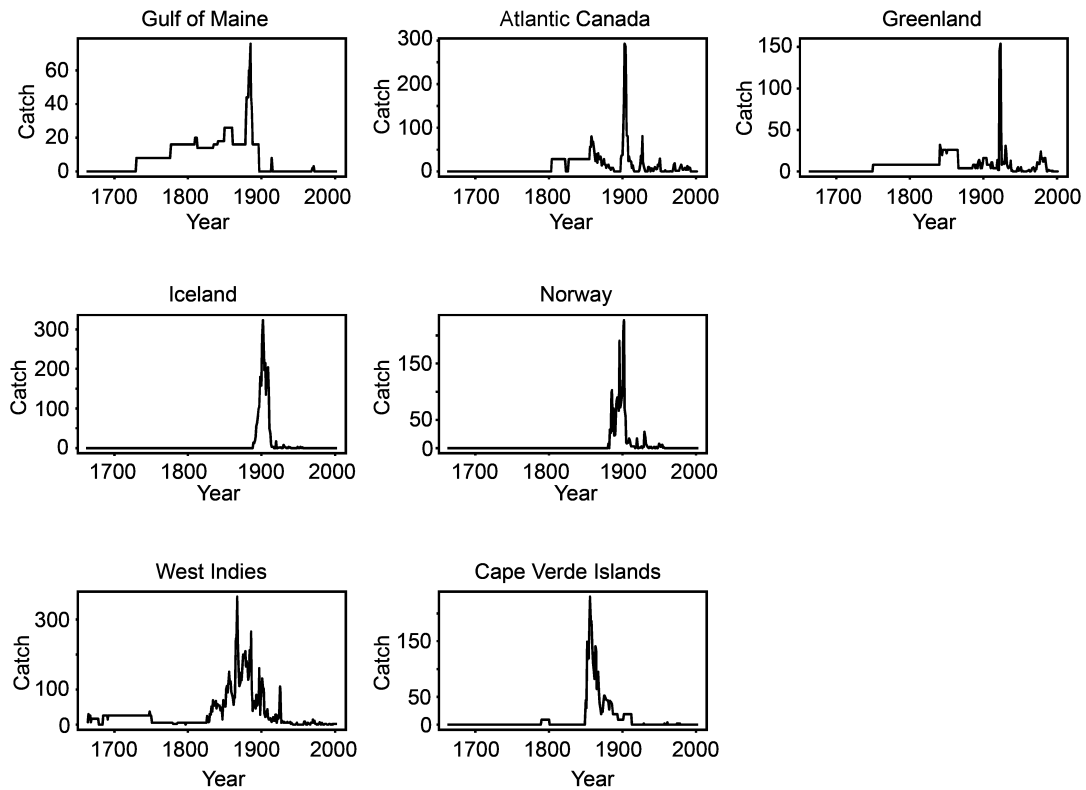 Gulf of Maine
Catch
60
40
20
0
1700 1800 1900 2000
Year
Atlantic Canada
Catch
300
200
100
0
1700 1800 1900 2000
Year
Greenland
Catch
150
100
50
0
1700 1800 1900 2000
Year
Iceland
Catch
300
200
100
0
1700 1800 1900 2000
Year
Norway
Catch
150
50
0
1700 1800 1900 2000
Year
West Indies
Catch
300
100
0
1700 1800 1900 2000
Year
Cape Verde Islands
Catch
150
50
0
1700 1800 1900 2000
Year